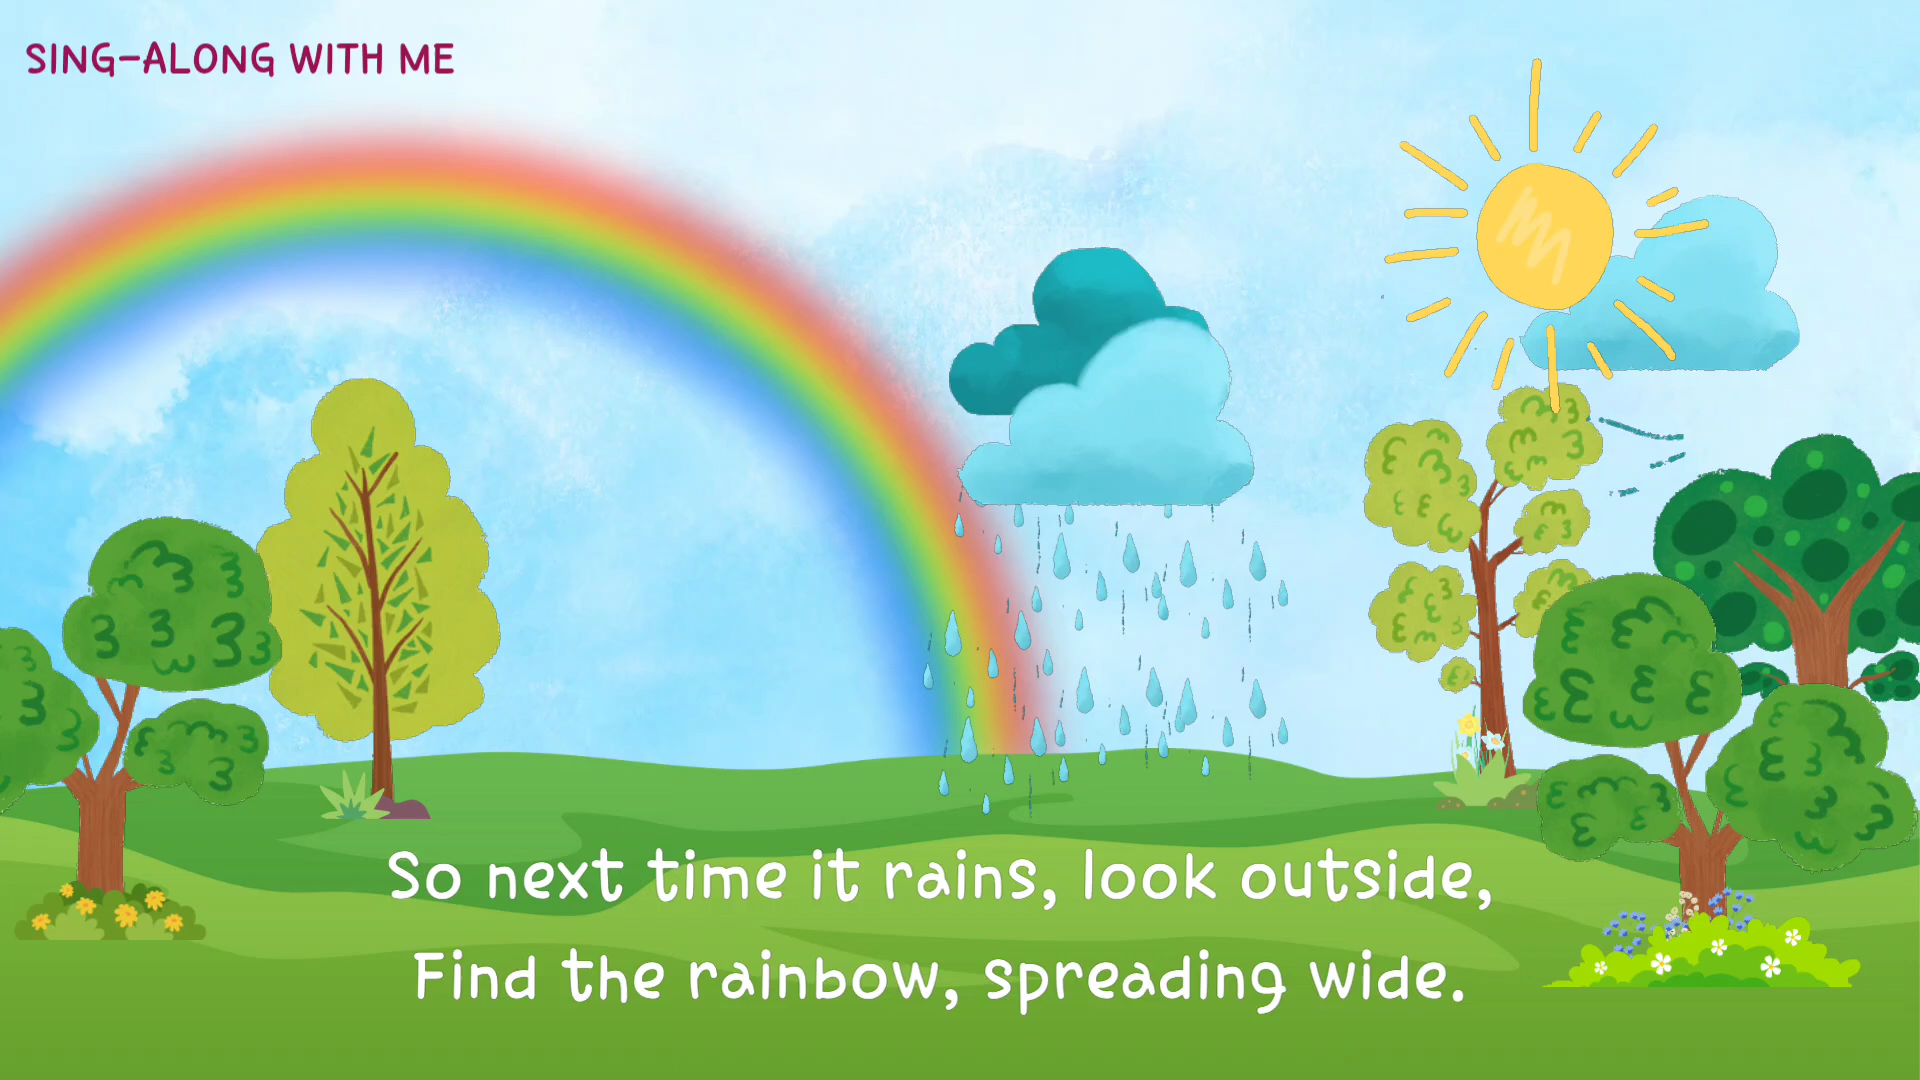 SING-ALONG WITH ME
So next time it rains, look outside,
Find the rainbow, spreading wide.